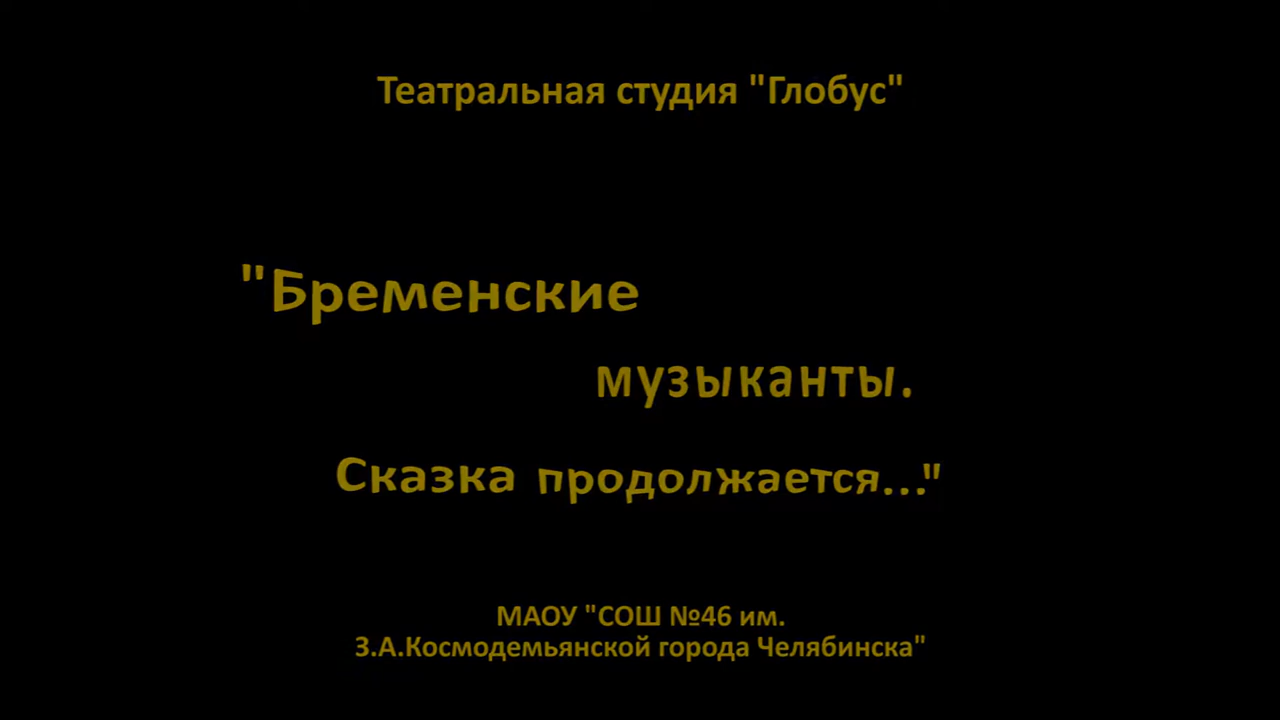 Театральная студия "Глобус"
"Бременские
музыканты.
Сказка продолжается..."
МАОУ "СОШ №46 им.
З.А.Космодемьянской города Челябинска"